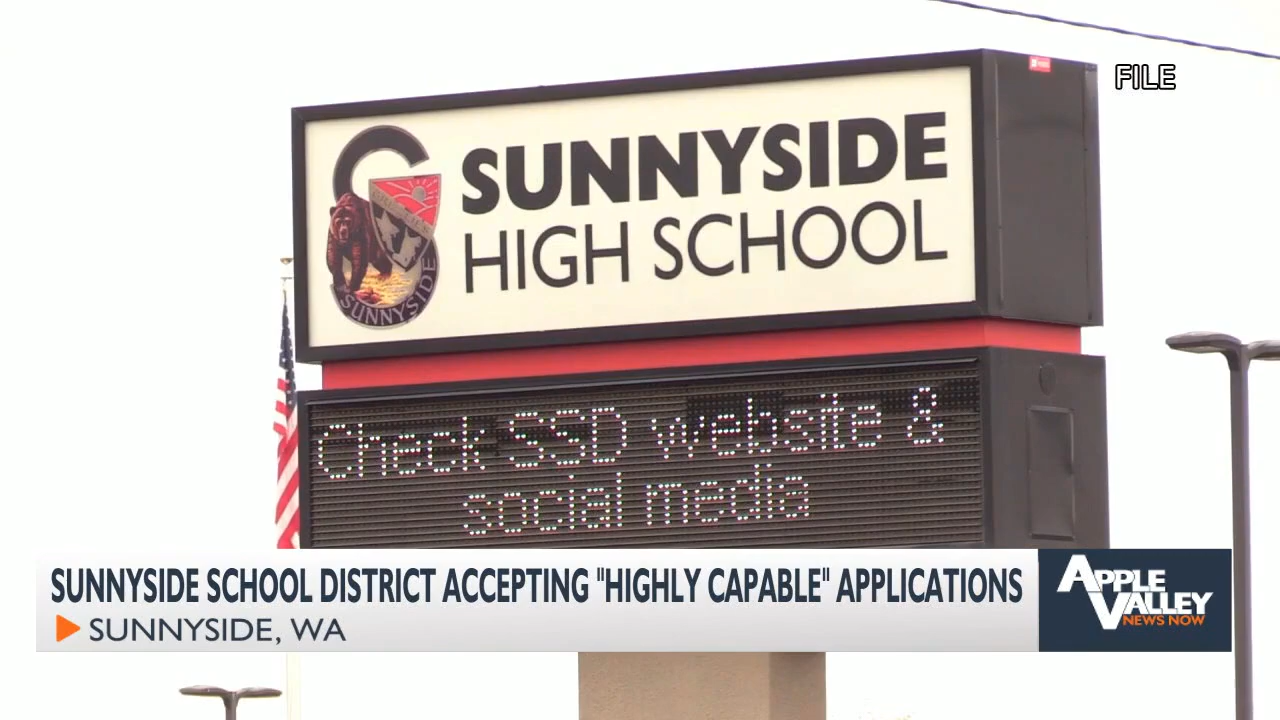 FILE
SUNNYSIDE
HIGH SCHOOL
SUNNYSIDE
Check SSD website &
social media
SUNNYSIDE SCHOOL DISTRICT ACCEPTING "HIGHLY CAPABLE" APPLICATIONS
SUNNYSIDE, WA
APPLE
VALLEY
NEWS NOW